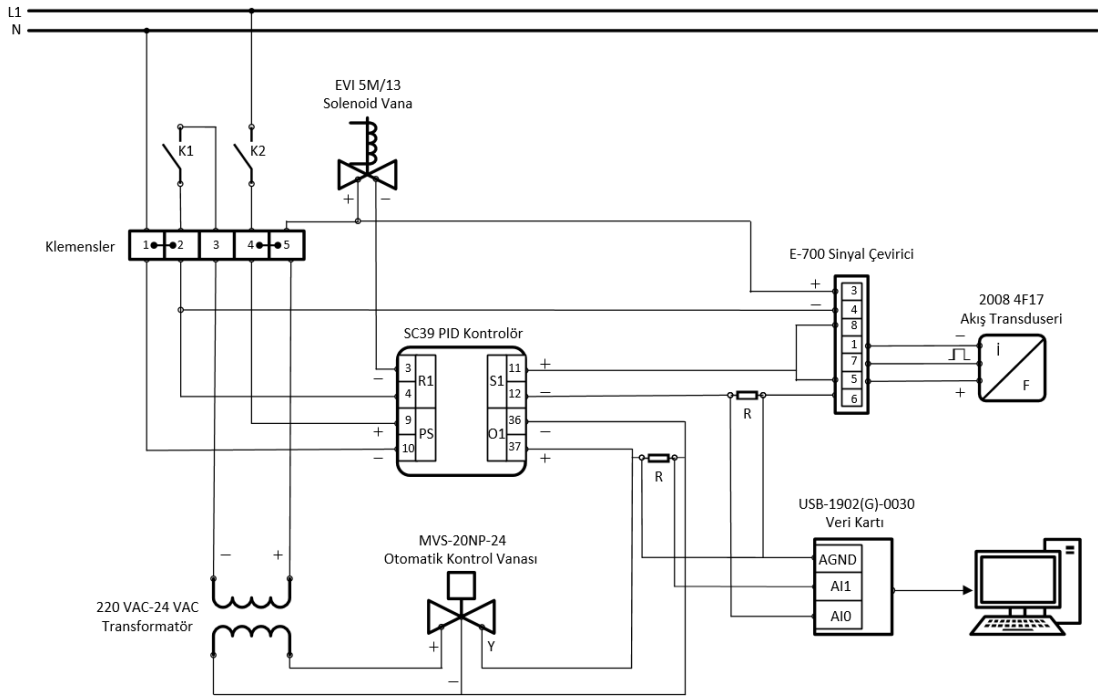 L1
N
EVI 5M/13
Solenoid Vana
K1
K2
+
−
Klemensler
1
2
3
4
5
E-700 Sinyal Çevirici
+
−
3
4
8
1
7
5
6
2008 4F17
Akış Transduseri
−
+
i
F
SC39 PID Kontrolör
−
+
−
3
4
9
10
R1
PS
S1
O1
11
12
36
37
+
−
−
+
R
R
USB-1902(G)-0030
Veri Kartı
AGND
AI1
AI0
MVS-20NP-24
Otomatik Kontrol Vanası
+
−
Y
−
+
220 VAC-24 VAC
Transformatör